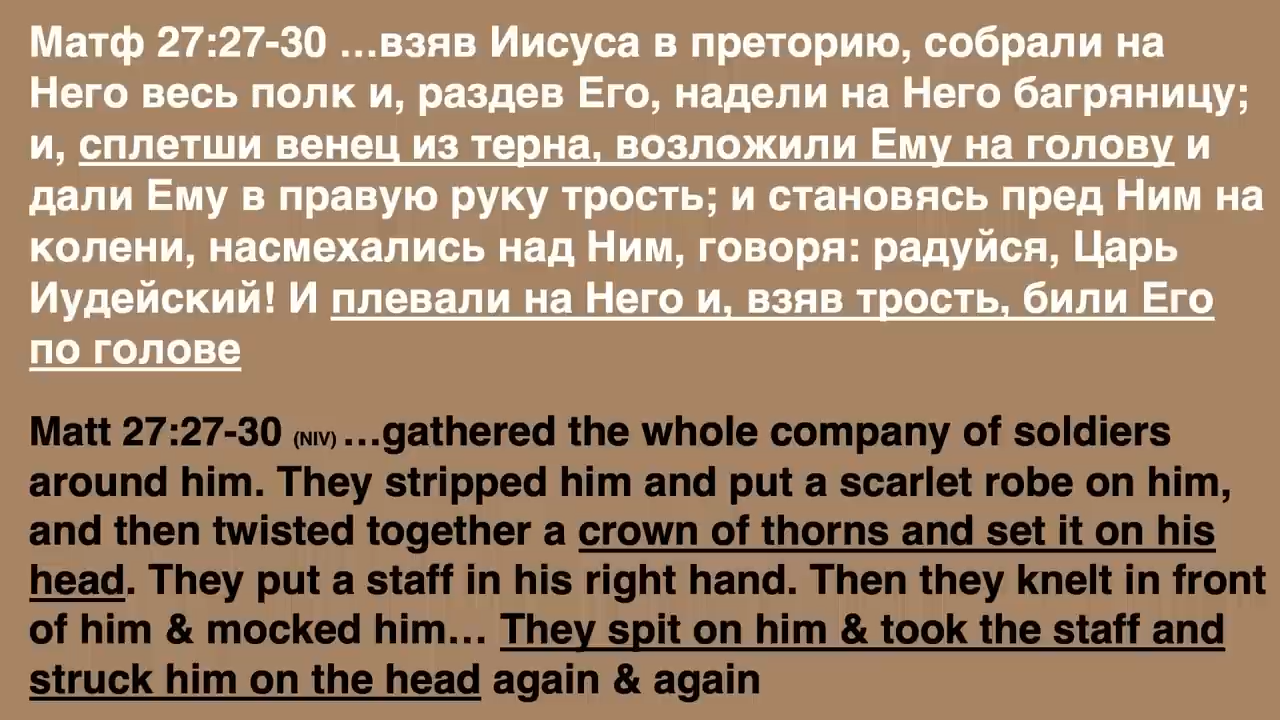 Матф 27:27-30 …взяв Иисуса в преторию, собрали на
Него весь полк и, раздев Его, надели на Него багряницу;
и, сплетши венец из терна, возложили Ему на голову и
дали Ему в правую руку трость; и становясь пред Ним на
колени, насмехались над Ним, говоря: радуйся, Царь
Иудейский! И плевали на Него и, взяв трость, били Его
по голове
Matt 27:27-30 (NIV) …gathered the whole company of soldiers
around him. They stripped him and put a scarlet robe on him,
and then twisted together a crown of thorns and set it on his
head. They put a staff in his right hand. Then they knelt in front
of him & mocked him… They spit on him & took the staff and
struck him on the head again & again